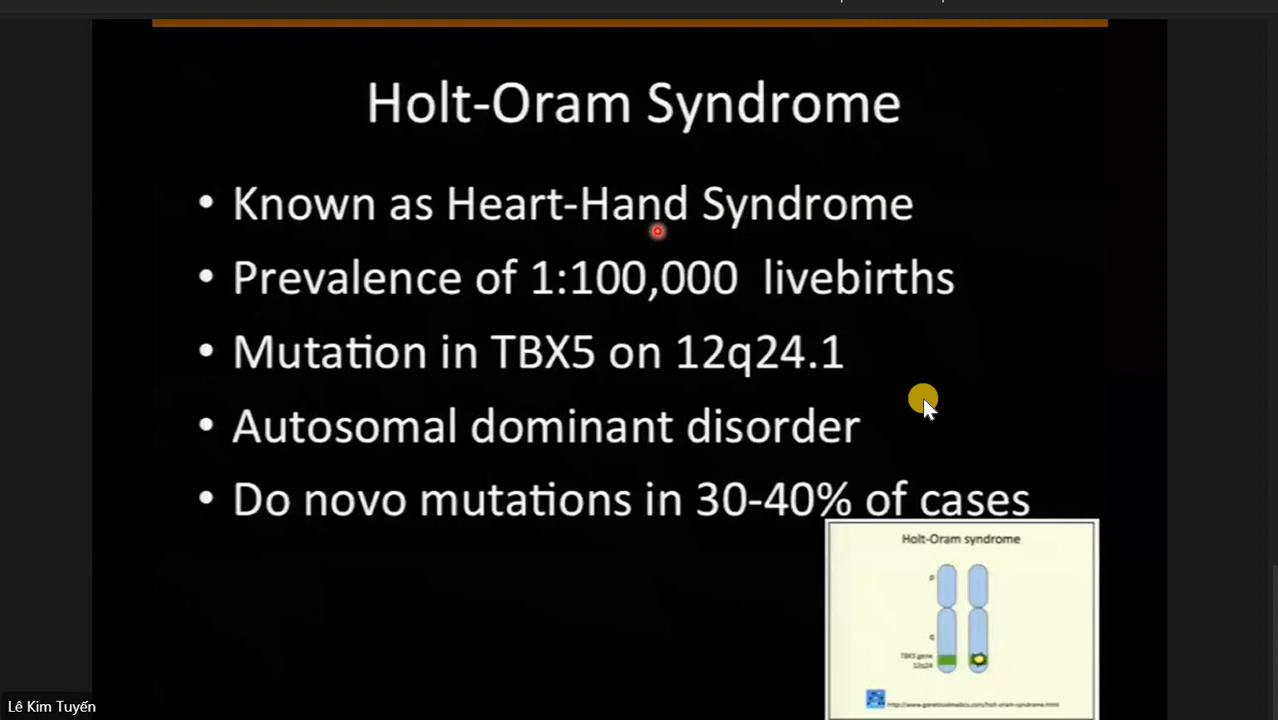 Holt-Oram Syndrome
• Known as Heart-Hand Syndrome
• Prevalence of 1:100,000 livebirths
• Mutation in TBX5 on 12q24.1
• Autosomal dominant disorder
• Do novo mutations in 30-40% of cases
Holt-Oram syndrome
p
q
TBX5 gene
12q24
Lê Kim Tuyến